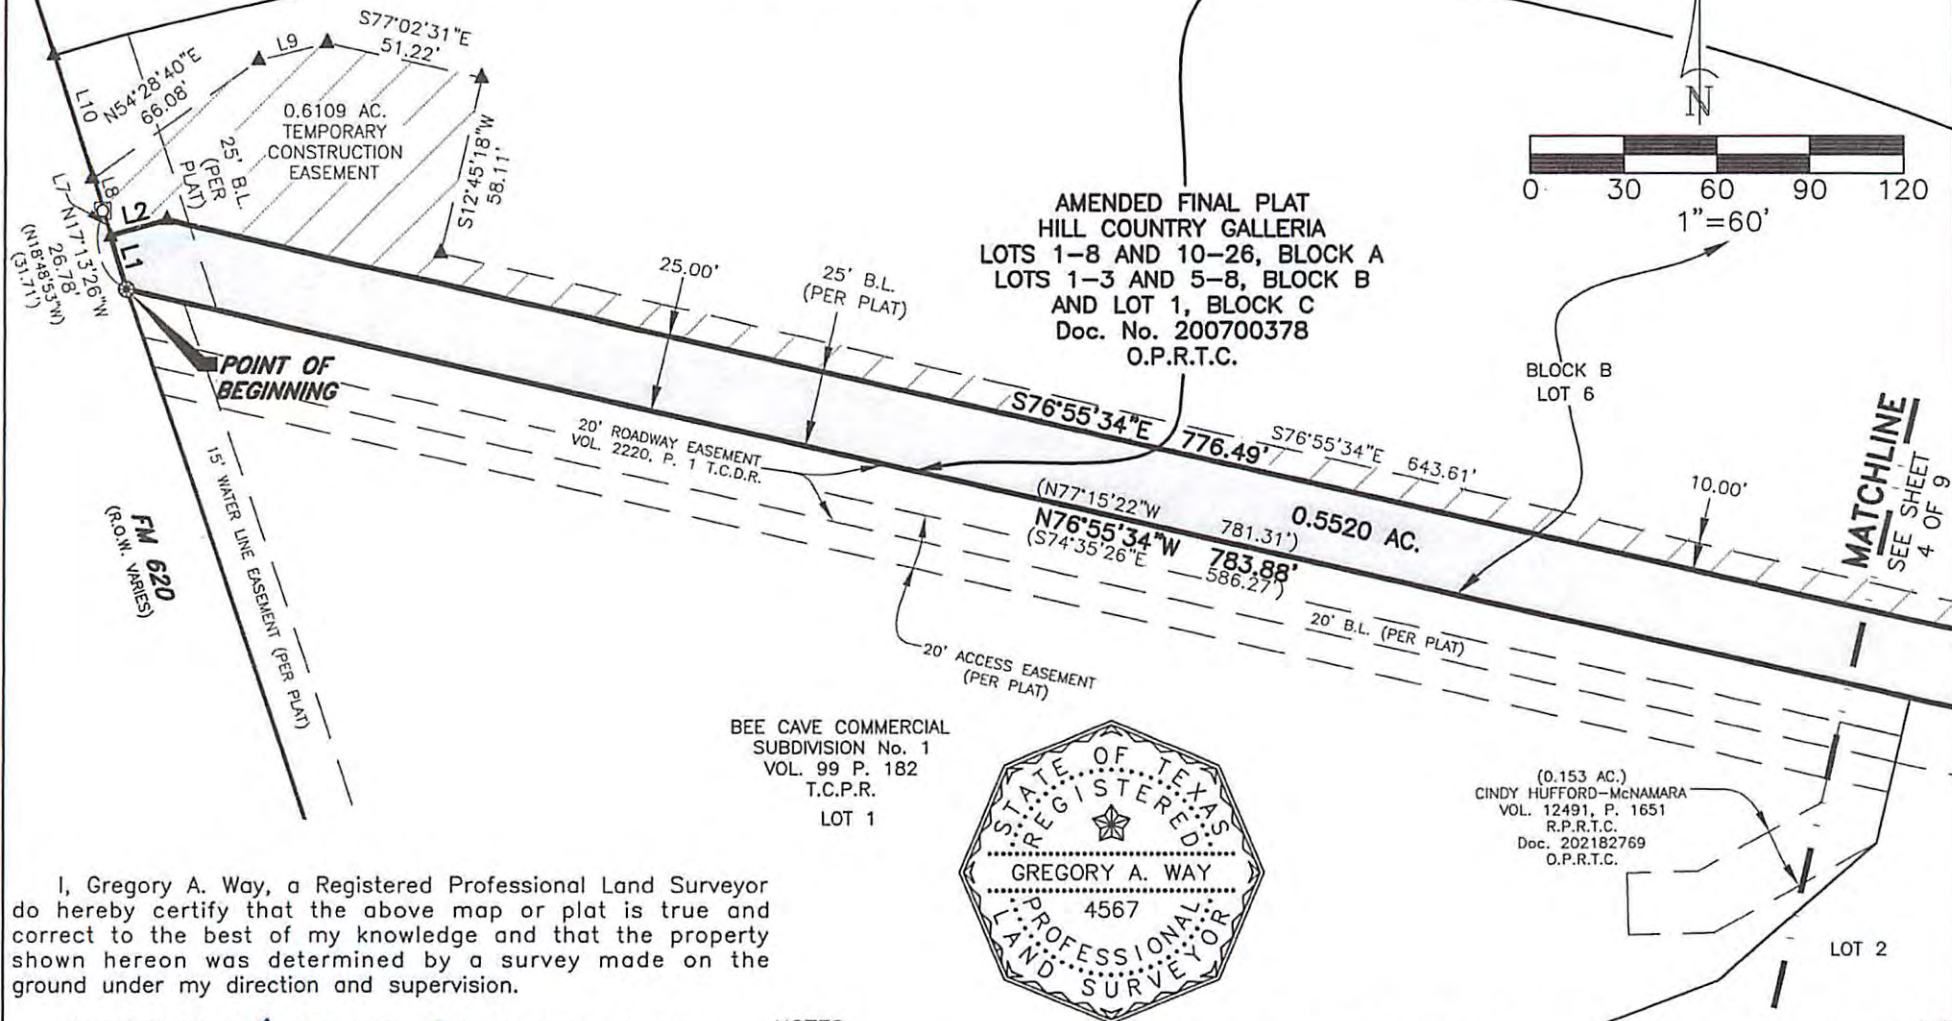 S77°02'31"E
51.22'
L9
N54°28'40"E
66.08'
L10
0.6109 AC.
TEMPORARY
CONSTRUCTION
EASEMENT
25' B.L.
(PER
PLAT)
S12°45'18"W
58.11'
L7
L8
L2
L1
N17°13'26"W
26.78'
(N18°48'53"W)
(31.71')
POINT OF
BEGINNING
25.00'
25' B.L.
(PER PLAT)
AMENDED FINAL PLAT
HILL COUNTRY GALLERIA
LOTS 1-8 AND 10-26, BLOCK A
LOTS 1-3 AND 5-8, BLOCK B
AND LOT 1, BLOCK C
Doc. No. 200700378
O.P.R.T.C.
N
0 30 60 90 120
1"=60'
BLOCK B
LOT 6
MATCHLINE
SEE SHEET
4 OF 9
S76°55'34"E 776.49'
S76°55'34"E 643.61'
10.00'
20' ROADWAY EASEMENT
VOL. 2220, P. 1 T.C.D.R.
(N77°15'22"W 781.31')
N76°55'34"W 783.88'
(S74°35'26"E 586.27')
0.5520 AC.
20' B.L. (PER PLAT)
20' ACCESS EASEMENT
(PER PLAT)
FM 620
(R.O.W. VARIES)
15' WATER LINE EASEMENT (PER PLAT)
BEE CAVE COMMERCIAL
SUBDIVISION No. 1
VOL. 99 P. 182
T.C.P.R.
LOT 1
STATE OF TEXAS
REGISTERED
GREGORY A. WAY
4567
PROFESSIONAL
LAND SURVEYOR
(0.153 AC.)
CINDY HUFFORD-McNAMARA
VOL. 12491, P. 1651
R.P.R.T.C.
Doc. 202182769
O.P.R.T.C.
LOT 2
I, Gregory A. Way, a Registered Professional Land Surveyor
do hereby certify that the above map or plat is true and
correct to the best of my knowledge and that the property
shown hereon was determined by a survey made on the
ground under my direction and supervision.